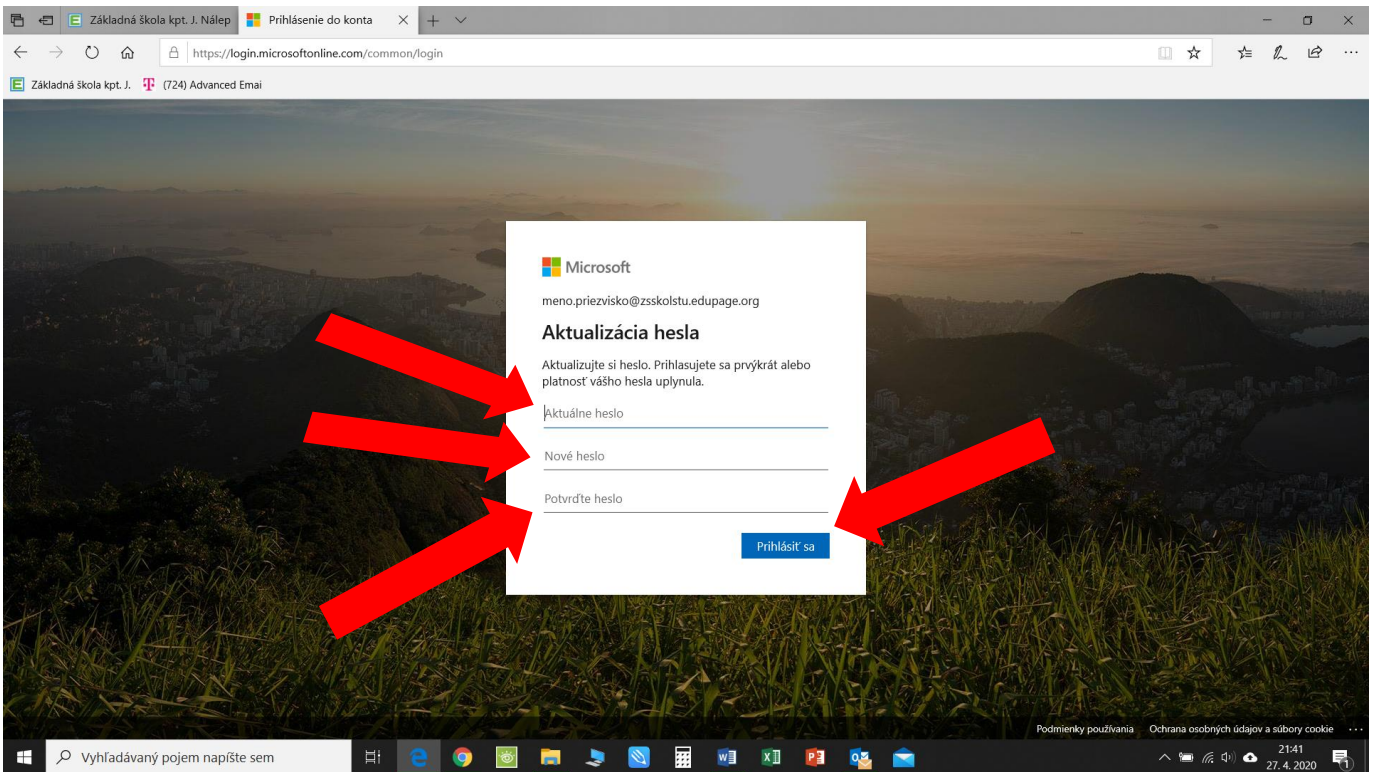 Základná škola kpt. J. Nálep
Prihlásenie do konta
https://login.microsoftonline.com/common/login
Základná škola kpt. J.
(724) Advanced Emai
Microsoft
meno.priezvisko@zsskolstu.edupage.org
Aktualizácia hesla
Aktualizujte si heslo. Prihlasujete sa prvýkrát alebo
platnosť vášho hesla uplynula.
Aktuálne heslo
Nové heslo
Potvrďte heslo
Prihlásiť sa
Podmienky používania
Ochrana osobných údajov a súbory cookie
Vyhľadávaný pojem napíšte sem
21:41
27. 4. 2020